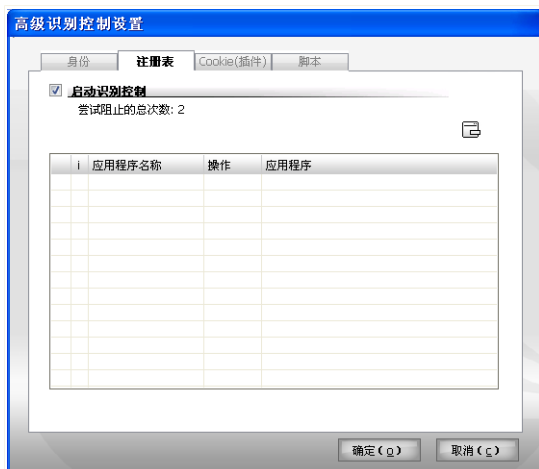 高级识别控制设置
身份 注册表 Cookie(插件) 脚本
启动识别控制
尝试阻止的总次数: 2
i 应用程序名称 操作 应用程序
确定(O) 取消(C)